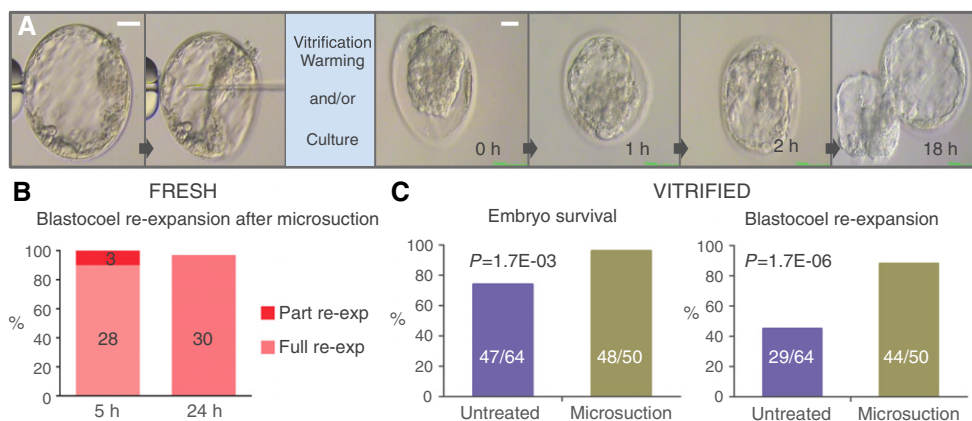 A
Vitrification
Warming
and/or
Culture
0 h
1 h
2 h
18 h
B
FRESH
Blastocoel re-expansion after microsuction
%
100
80
60
40
20
0
3
28
30
5 h
24 h
Part re-exp
Full re-exp
C
VITRIFIED
Embryo survival
P=1.7E-03
%
100
80
60
40
20
0
47/64
48/50
Untreated
Microsuction
Blastocoel re-expansion
P=1.7E-06
%
100
80
60
40
20
0
29/64
44/50
Untreated
Microsuction